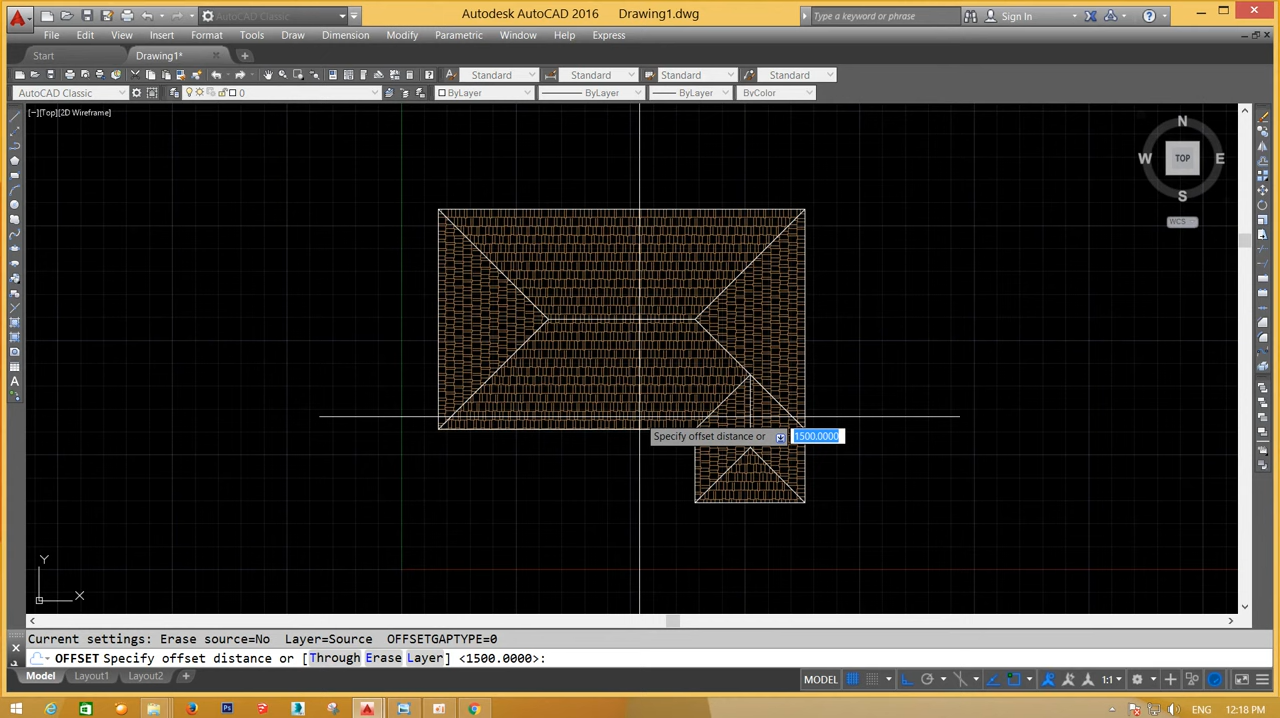 AutoCAD Classic
Autodesk AutoCAD 2016 Drawing1.dwg
Type a keyword or phrase
Sign In
File Edit View Insert Format Tools Draw Dimension Modify Parametric Window Help Express
Start Drawing1*
Standard Standard Standard Standard
AutoCAD Classic 0 ByLayer ByLayer ByLayer ByColor
[−][Top][2D Wireframe]
N
W TOP E
S
WCS
Specify offset distance or 1500.0000
Y
X
Current settings: Erase source=No Layer=Source OFFSETGAPTYPE=0
OFFSET Specify offset distance or [Through Erase Layer] <1500.0000>:
Model Layout1 Layout2 + MODEL 1:1
ENG 12:18 PM